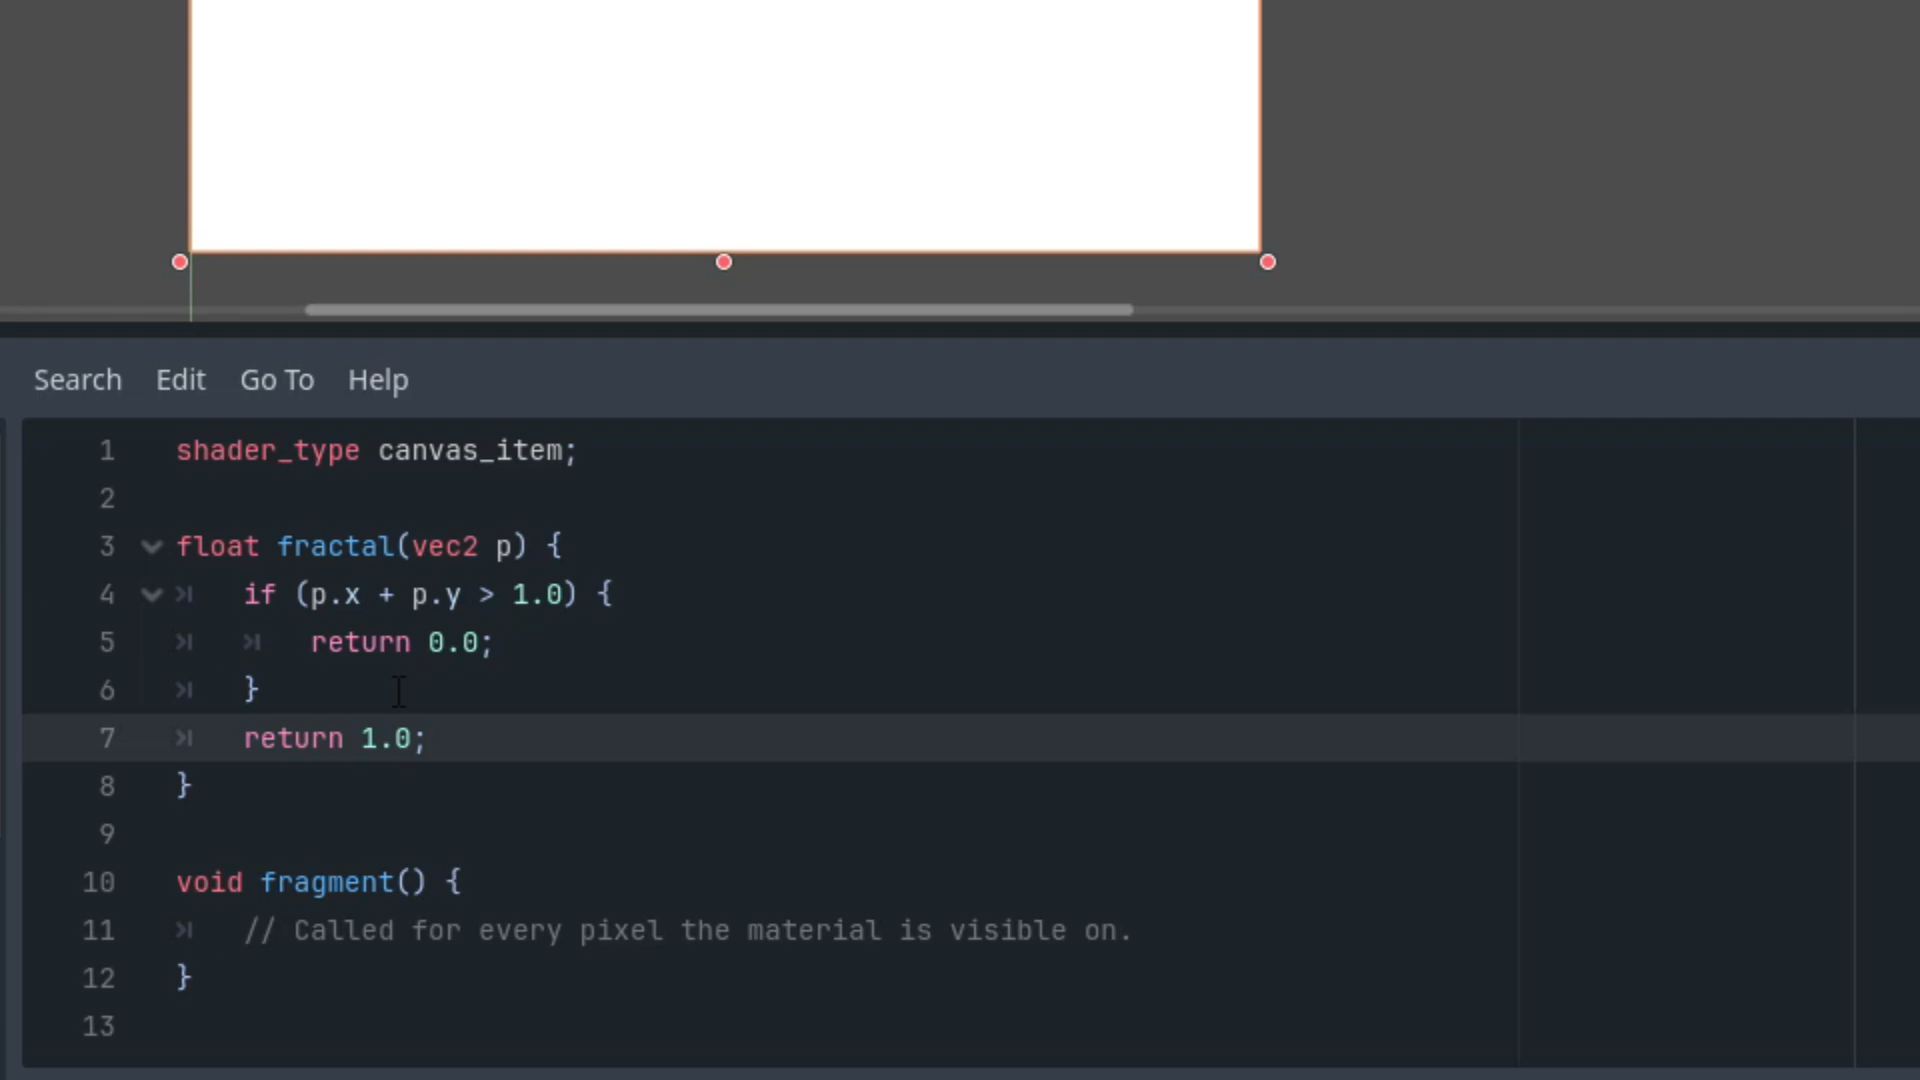 Search Edit Go To Help
1 shader_type canvas_item;
2
3 float fractal(vec2 p) {
4 if (p.x + p.y > 1.0) {
5 return 0.0;
6 }
7 return 1.0;
8 }
9
10 void fragment() {
11 // Called for every pixel the material is visible on.
12 }
13